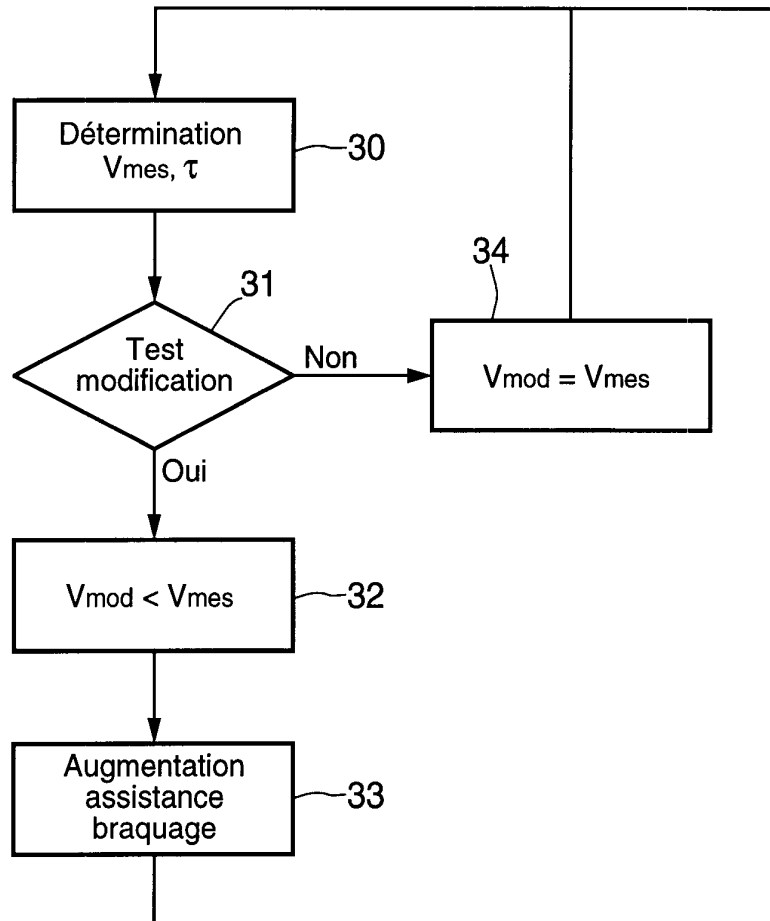 Détermination
Vmes, τ
30
31
Test
modification
Non
34
Vmod = Vmes
Oui
Vmod < Vmes
32
Augmentation
assistance
braquage
33